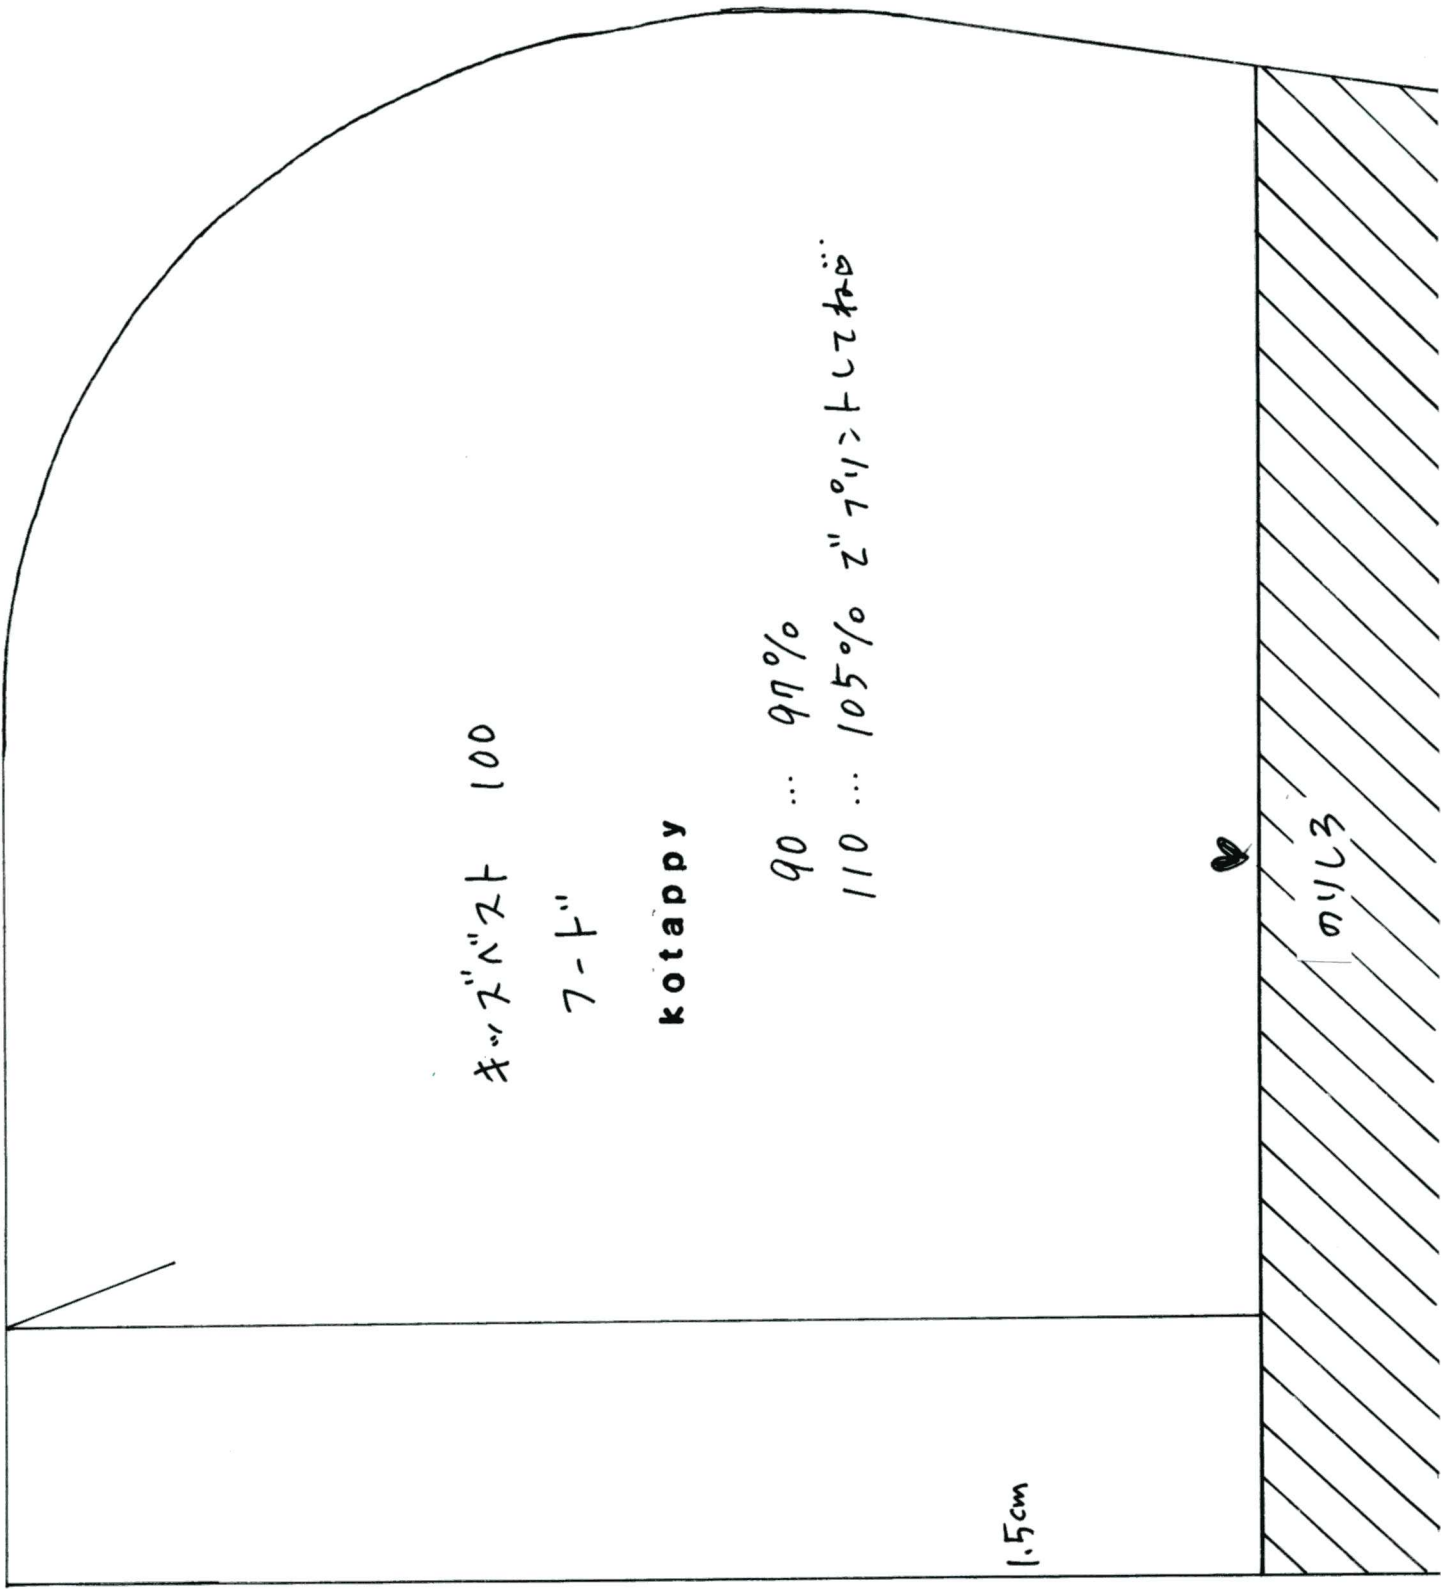 キッズベスト 100
フード
kotappy
90 … 97%
110 … 105% で プリントしてね
のりしろ
1.5cm